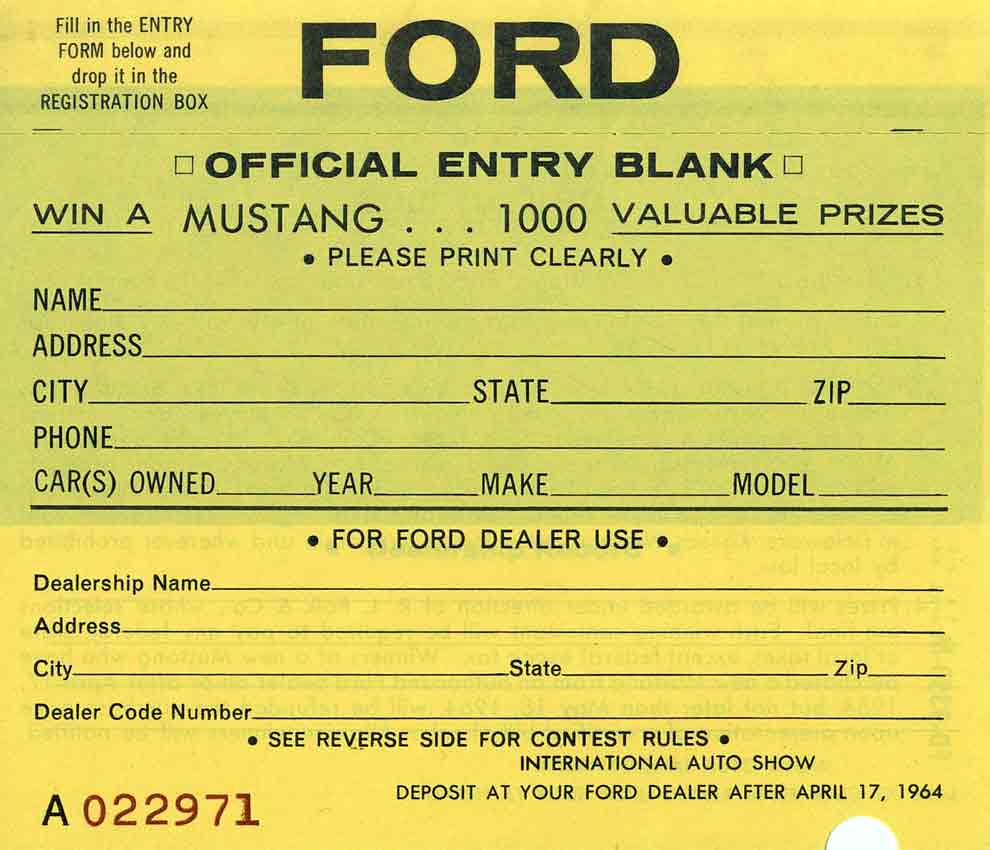 Fill in the ENTRY
FORM below and
drop it in the
REGISTRATION BOX
FORD
□ OFFICIAL ENTRY BLANK □
WIN A MUSTANG . . . 1000 VALUABLE PRIZES
• PLEASE PRINT CLEARLY •
NAME
ADDRESS
CITY STATE ZIP
PHONE
CAR(S) OWNED YEAR MAKE MODEL
• FOR FORD DEALER USE •
Dealership Name
Address
City State Zip
Dealer Code Number
• SEE REVERSE SIDE FOR CONTEST RULES •
INTERNATIONAL AUTO SHOW
DEPOSIT AT YOUR FORD DEALER AFTER APRIL 17, 1964
A 022971